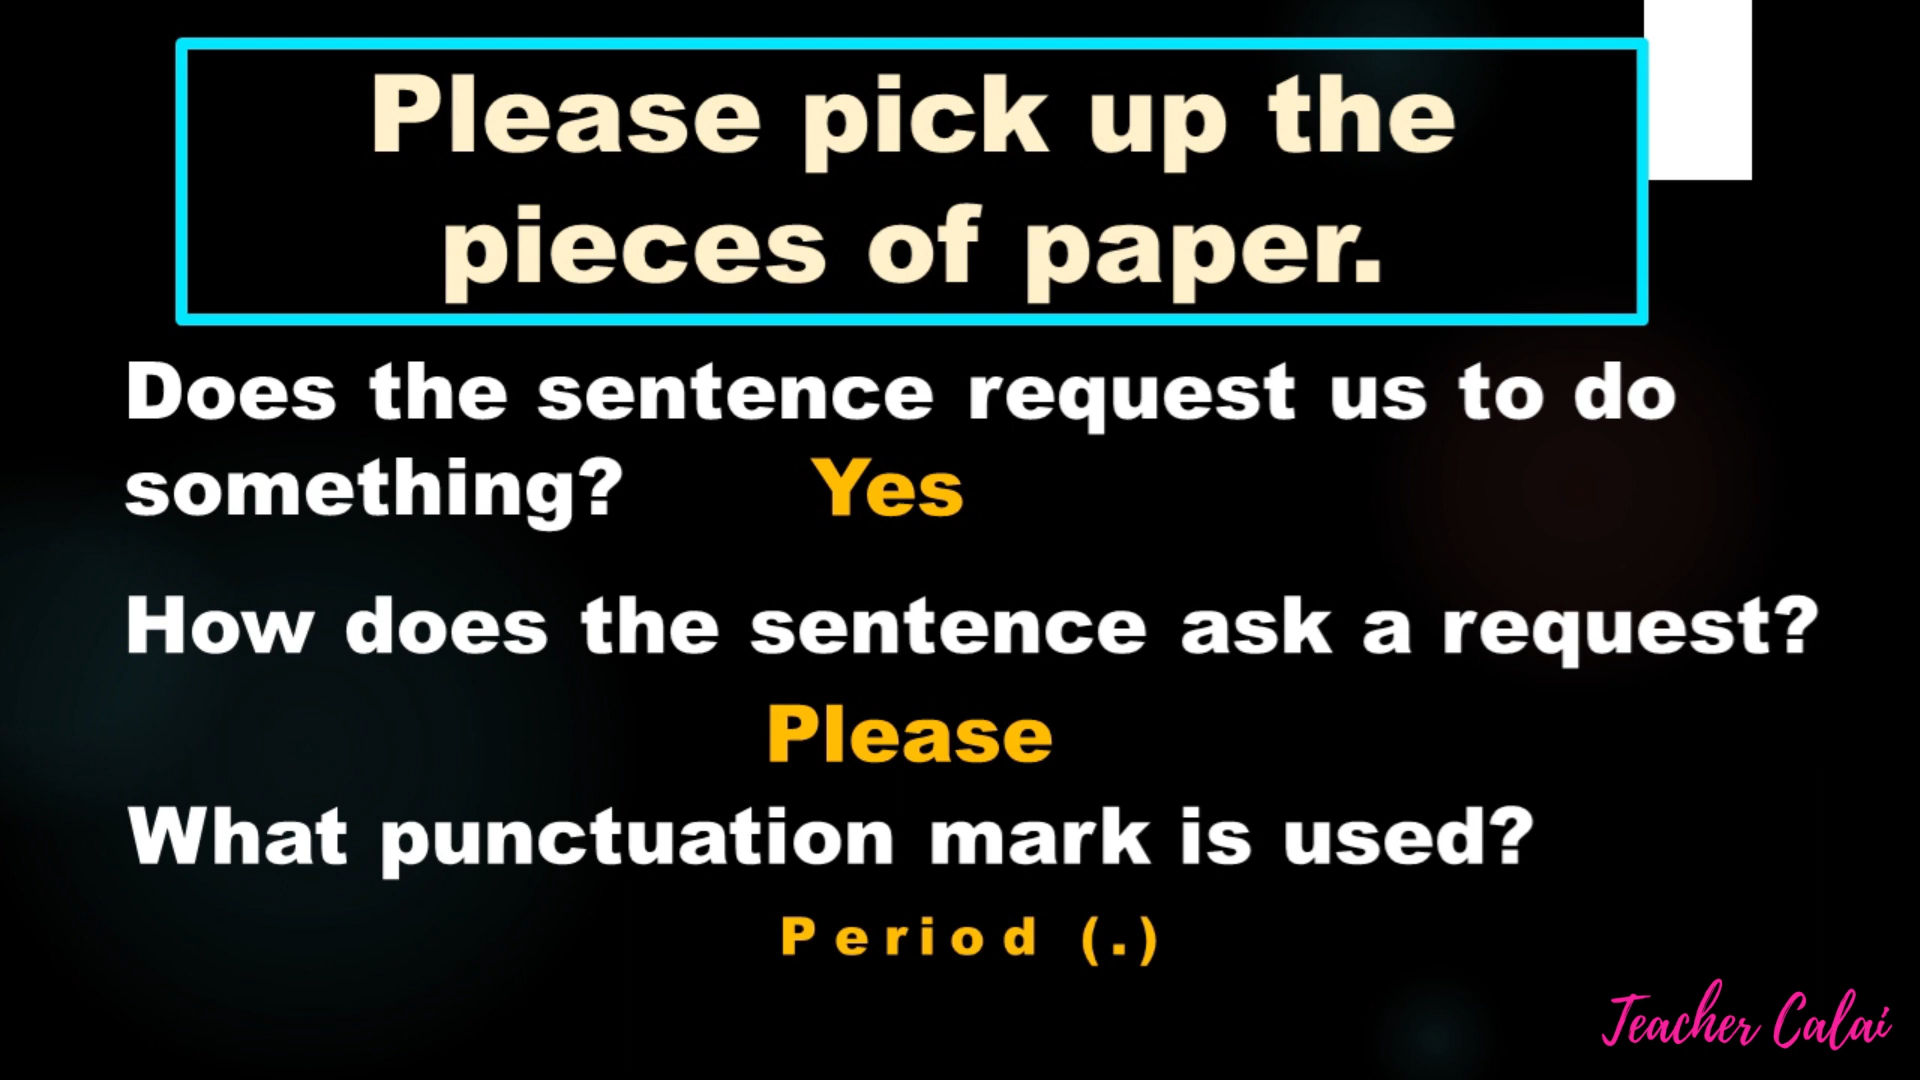 Please pick up the
pieces of paper.
Does the sentence request us to do
something? Yes
How does the sentence ask a request?
Please
What punctuation mark is used?
Period (.)
Teacher Calai